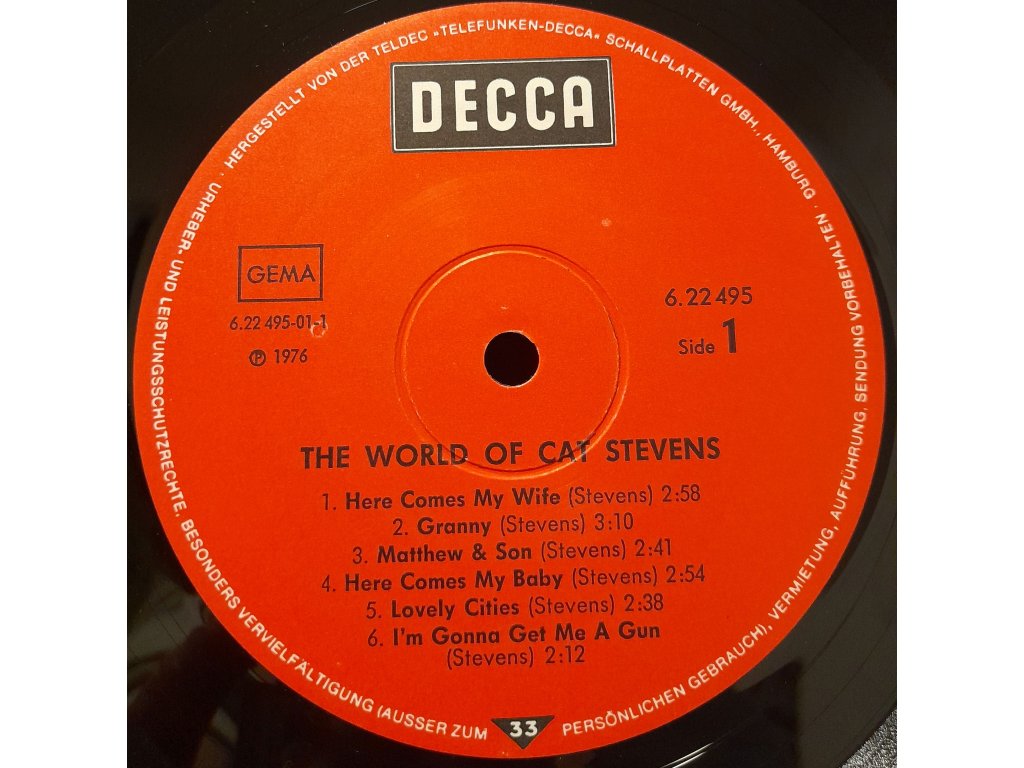 · HERGESTELLT VON DER TELDEC »TELEFUNKEN-DECCA« SCHALLPLATTEN GMBH., HAMBURG · URHEBER- UND LEISTUNGSSCHUTZRECHTE, BESONDERS VERVIELFÄLTIGUNG (AUSSER ZUM PERSÖNLICHEN GEBRAUCH), VERMIETUNG, AUFFÜHRUNG, SENDUNG VORBEHALTEN
DECCA
GEMA
6.22 495-01-1
Ⓟ 1976
6.22 495
Side 1
THE WORLD OF CAT STEVENS
1. Here Comes My Wife (Stevens) 2:58
2. Granny (Stevens) 3:10
3. Matthew & Son (Stevens) 2:41
4. Here Comes My Baby (Stevens) 2:54
5. Lovely Cities (Stevens) 2:38
6. I'm Gonna Get Me A Gun
(Stevens) 2:12
33